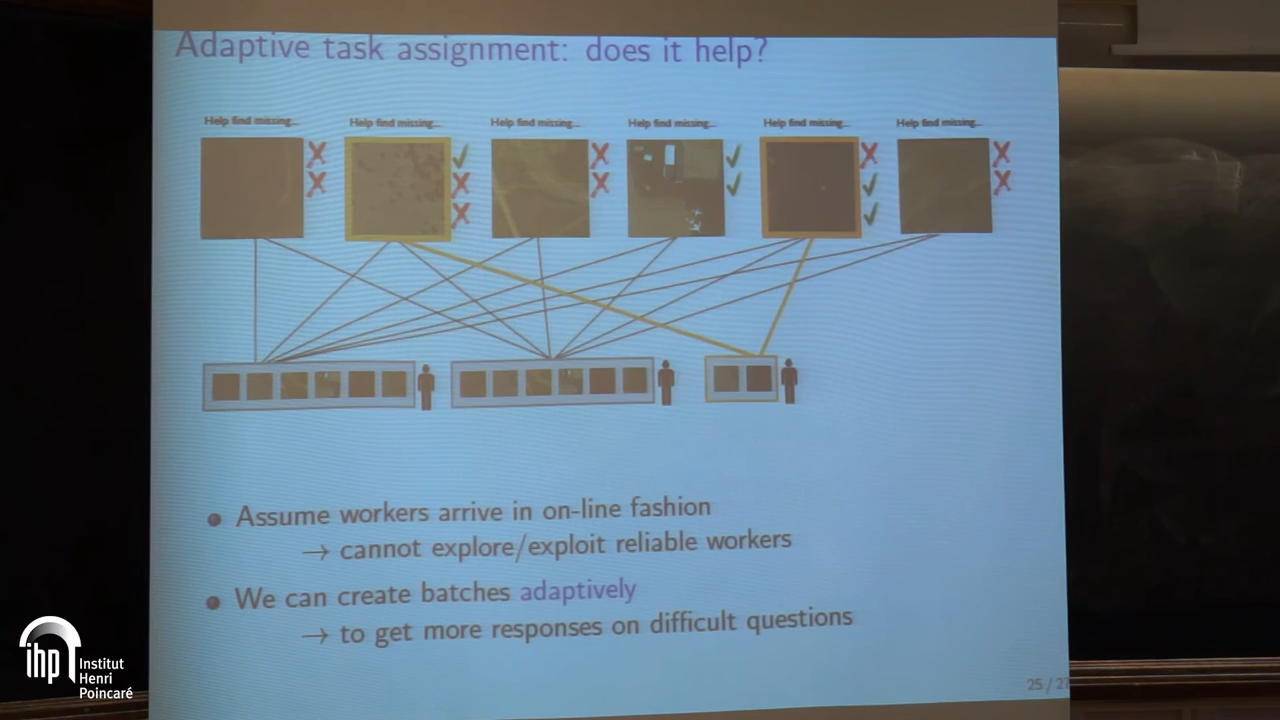 Adaptive task assignment: does it help?
Help find missing...
Help find missing...
Help find missing...
Help find missing...
Help find missing...
Help find missing...
• Assume workers arrive in on-line fashion
→ cannot explore/exploit reliable workers
• We can create batches adaptively
→ to get more responses on difficult questions
25 / 27
ihp
Institut
Henri
Poincaré